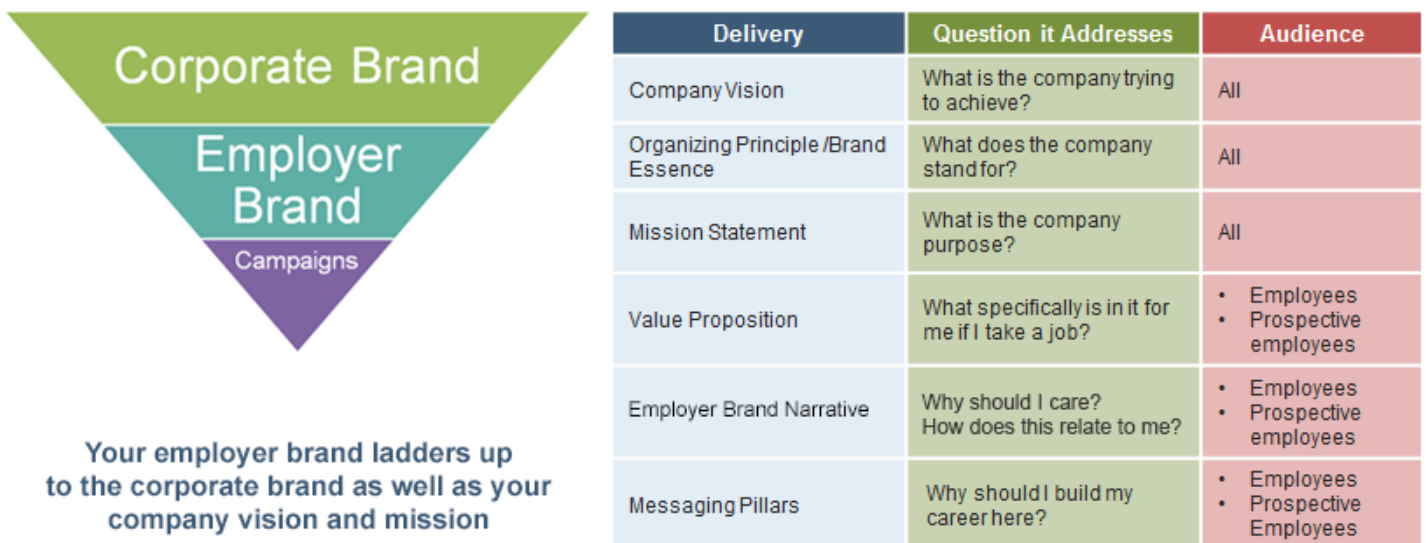 Corporate Brand
Employer
Brand
Campaigns
Your employer brand ladders up
to the corporate brand as well as your
company vision and mission
Delivery
Question it Addresses
Audience
Company Vision
What is the company trying
to achieve?
All
Organizing Principle /Brand
Essence
What does the company
stand for?
All
Mission Statement
What is the company
purpose?
All
Value Proposition
What specifically is in it for
me if I take a job?
• Employees
• Prospective
employees
Employer Brand Narrative
Why should I care?
How does this relate to me?
• Employees
• Prospective
employees
Messaging Pillars
Why should I build my
career here?
• Employees
• Prospective
Employees